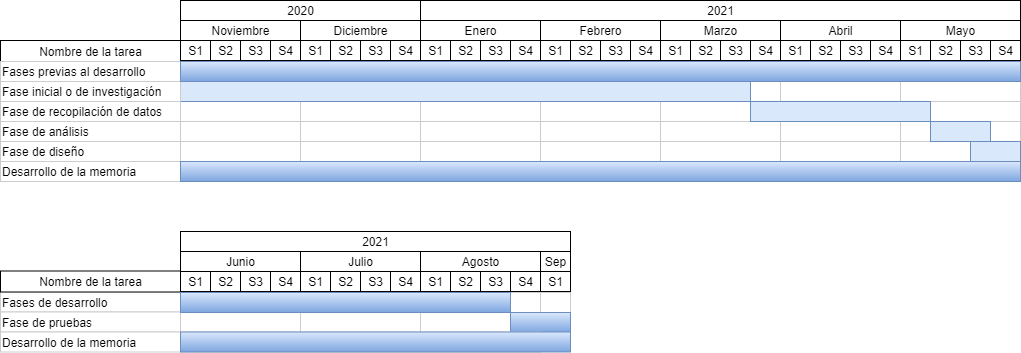 2020 2021
Noviembre Diciembre Enero Febrero Marzo Abril Mayo
Nombre de la tarea S1 S2 S3 S4 S1 S2 S3 S4 S1 S2 S3 S4 S1 S2 S3 S4 S1 S2 S3 S4 S1 S2 S3 S4 S1 S2 S3 S4
Fases previas al desarrollo
Fase inicial o de investigación
Fase de recopilación de datos
Fase de análisis
Fase de diseño
Desarrollo de la memoria
2021
Junio Julio Agosto Sep
Nombre de la tarea S1 S2 S3 S4 S1 S2 S3 S4 S1 S2 S3 S4 S1
Fases de desarrollo
Fase de pruebas
Desarrollo de la memoria